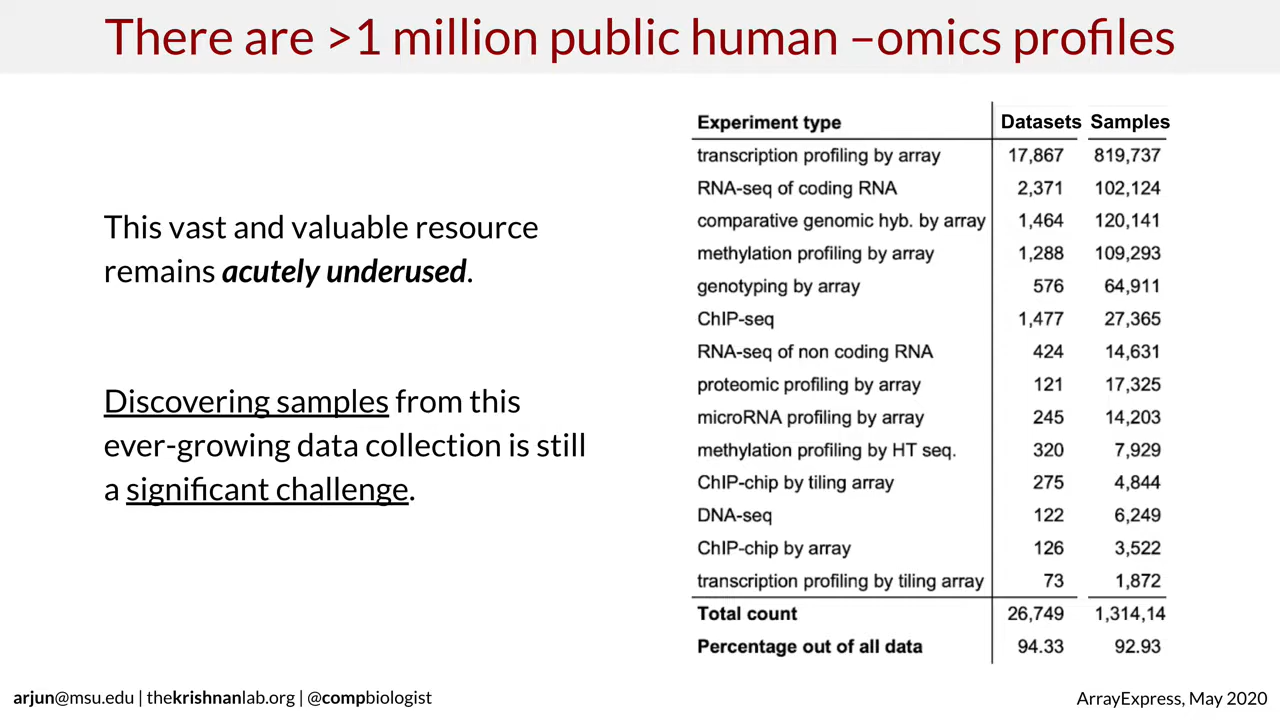 There are >1 million public human –omics profiles
This vast and valuable resource
remains acutely underused.
Discovering samples from this
ever-growing data collection is still
a significant challenge.
Experiment type Datasets Samples
transcription profiling by array 17,867 819,737
RNA-seq of coding RNA 2,371 102,124
comparative genomic hyb. by array 1,464 120,141
methylation profiling by array 1,288 109,293
genotyping by array 576 64,911
ChIP-seq 1,477 27,365
RNA-seq of non coding RNA 424 14,631
proteomic profiling by array 121 17,325
microRNA profiling by array 245 14,203
methylation profiling by HT seq. 320 7,929
ChIP-chip by tiling array 275 4,844
DNA-seq 122 6,249
ChIP-chip by array 126 3,522
transcription profiling by tiling array 73 1,872
Total count 26,749 1,314,14
Percentage out of all data 94.33 92.93
arjun@msu.edu | thekrishnanlab.org | @compbiologist
ArrayExpress, May 2020